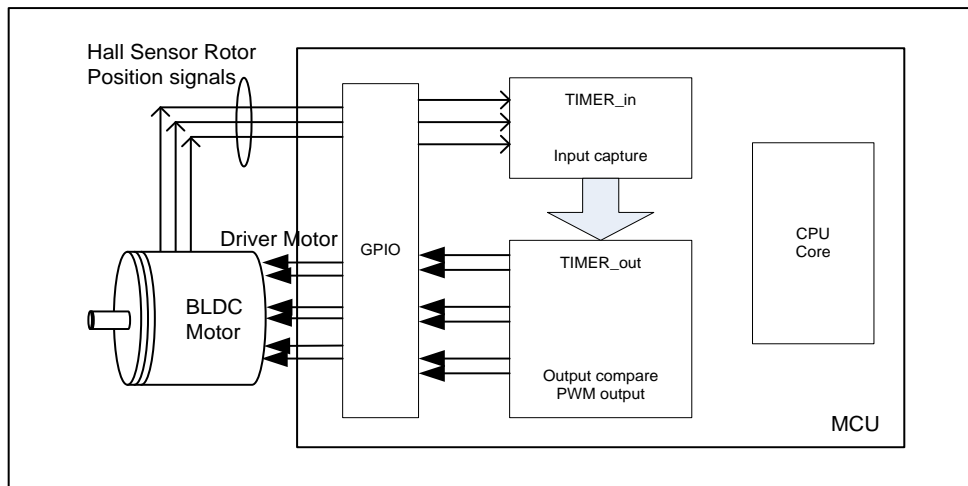 Hall Sensor Rotor
Position signals
TIMER_in
Input capture
Driver Motor
GPIO
TIMER_out
CPU
Core
BLDC
Motor
Output compare
PWM output
MCU